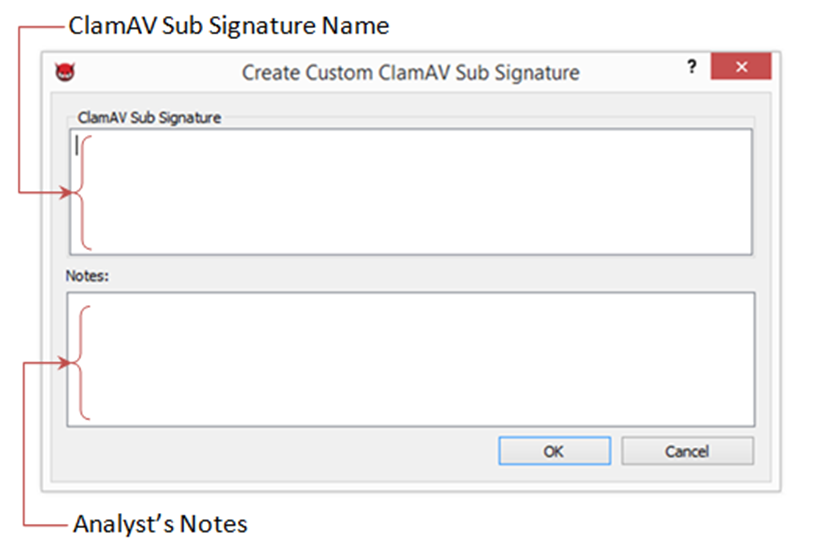 ClamAV Sub Signature Name
Create Custom ClamAV Sub Signature
?
ClamAV Sub Signature
Notes:
OK
Cancel
Analyst’s Notes